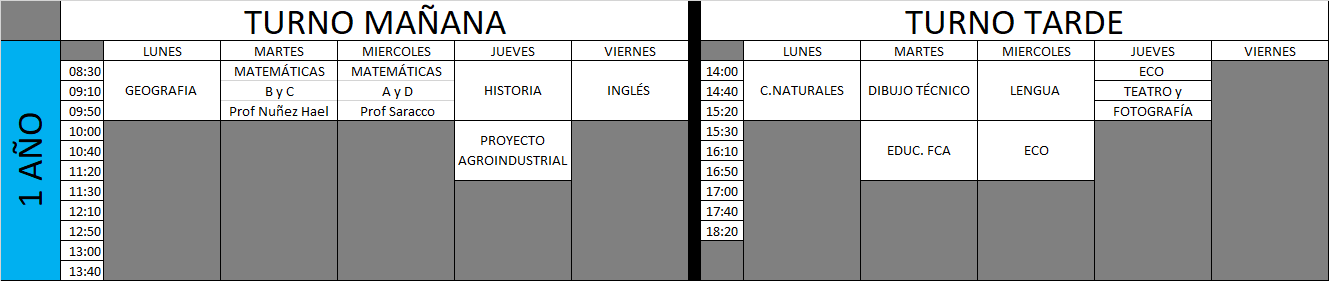 TURNO MAÑANA TURNO TARDE
LUNES MARTES MIERCOLES JUEVES VIERNES LUNES MARTES MIERCOLES JUEVES VIERNES
1 AÑO
08:30 MATEMÁTICAS MATEMÁTICAS 14:00 ECO
09:10 GEOGRAFIA B y C A y D HISTORIA INGLÉS 14:40 C.NATURALES DIBUJO TÉCNICO LENGUA TEATRO y
09:50 Prof Nuñez Hael Prof Saracco 15:20 FOTOGRAFÍA
10:00 PROYECTO 15:30
10:40 AGROINDUSTRIAL 16:10 EDUC. FCA ECO
11:20 16:50
11:30 17:00
12:10 17:40
12:50 18:20
13:00
13:40